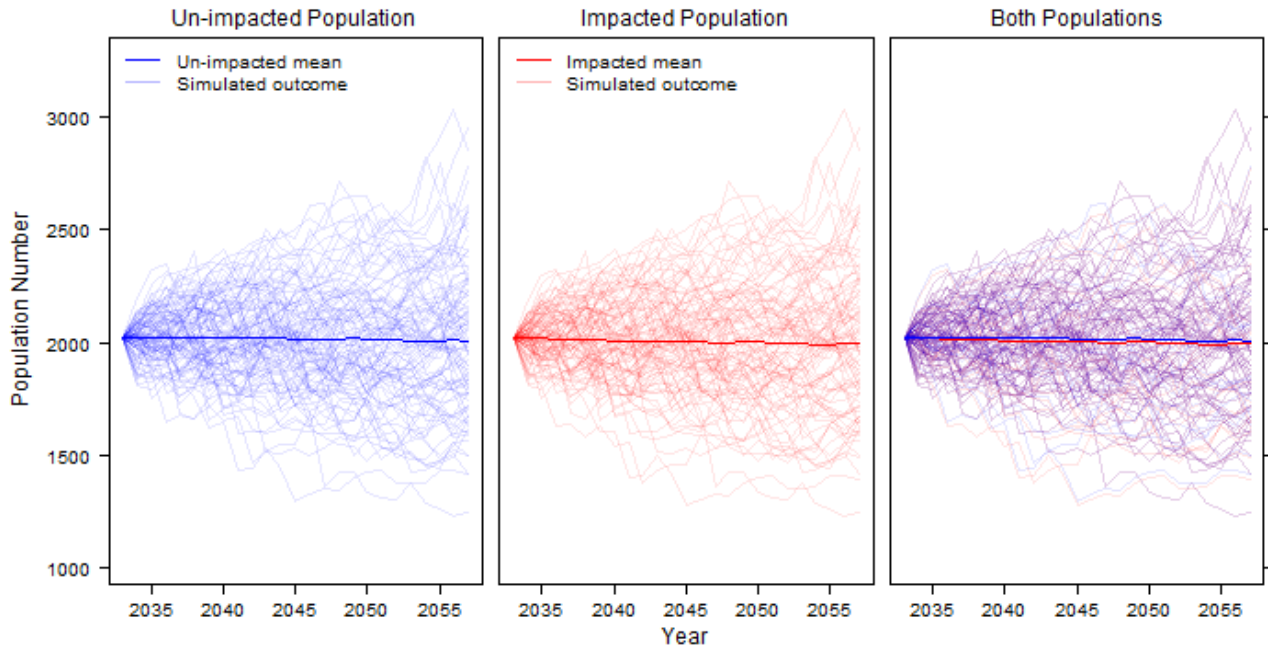 Un-impacted Population
Impacted Population
Both Populations
Un-impacted mean
Simulated outcome
Impacted mean
Simulated outcome
Population Number
3000
2500
2000
1500
1000
2035 2040 2045 2050 2055
2035 2040 2045 2050 2055
2035 2040 2045 2050 2055
Year